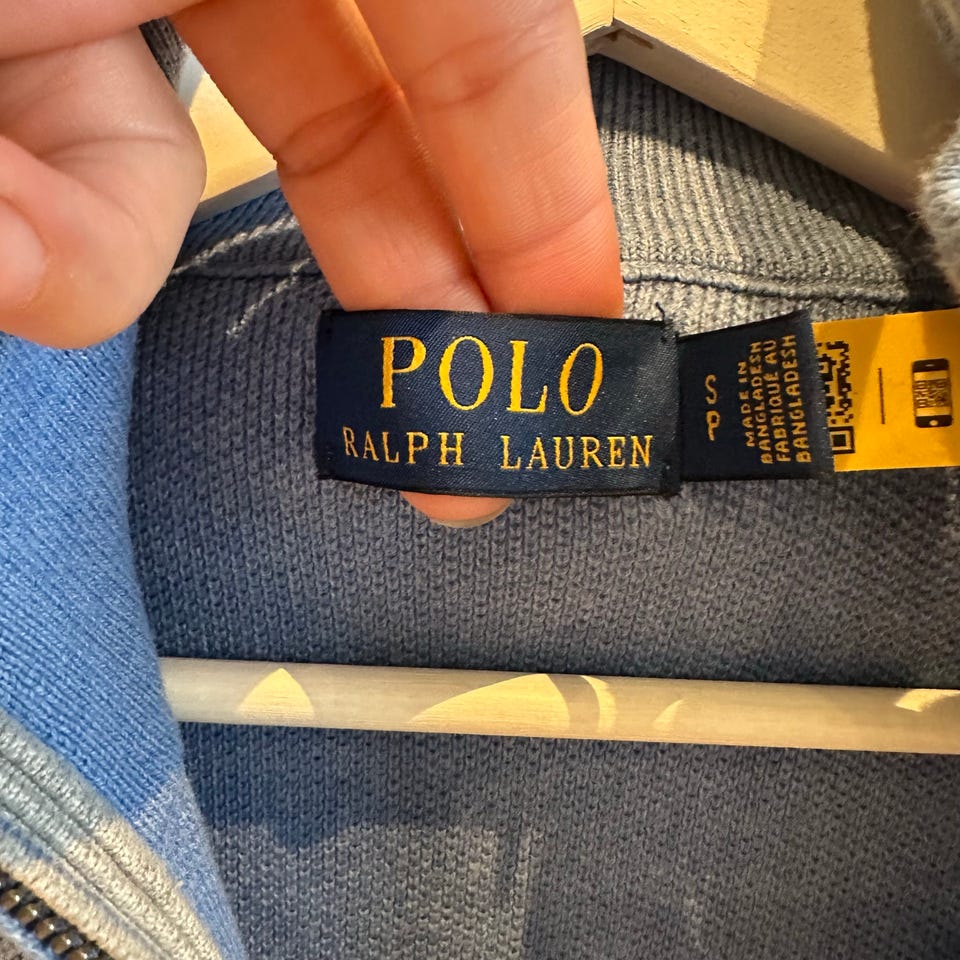 POLO
RALPH LAUREN
S
P
MADE IN
BANGLADESH
FABRIQUE AU
BANGLADESH